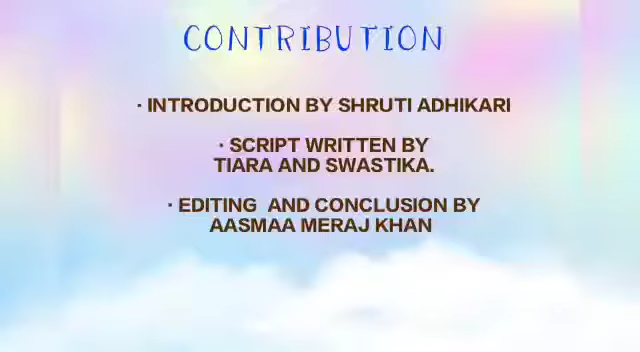 CONTRIBUTION
· INTRODUCTION BY SHRUTI ADHIKARI
· SCRIPT WRITTEN BY
TIARA AND SWASTIKA.
· EDITING  AND CONCLUSION BY
AASMAA MERAJ KHAN